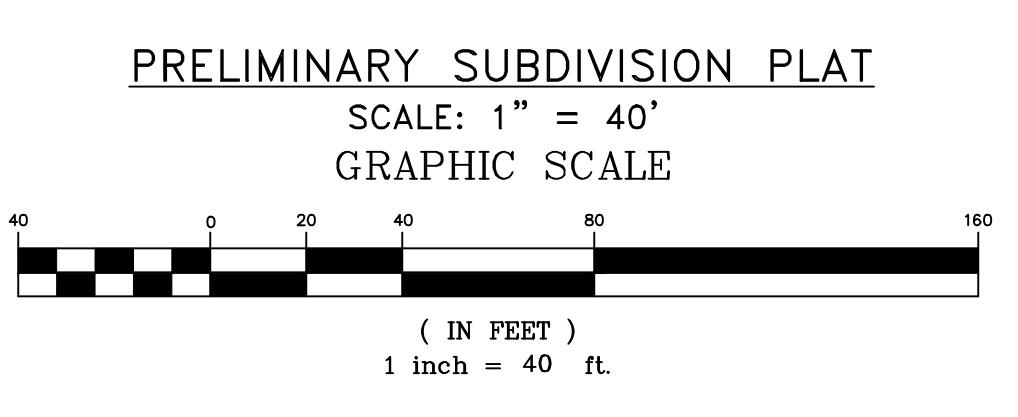 PRELIMINARY SUBDIVISION PLAT
SCALE: 1” = 40’
GRAPHIC SCALE
40 0 20 40 80 160
( IN FEET )
1 inch = 40 ft.